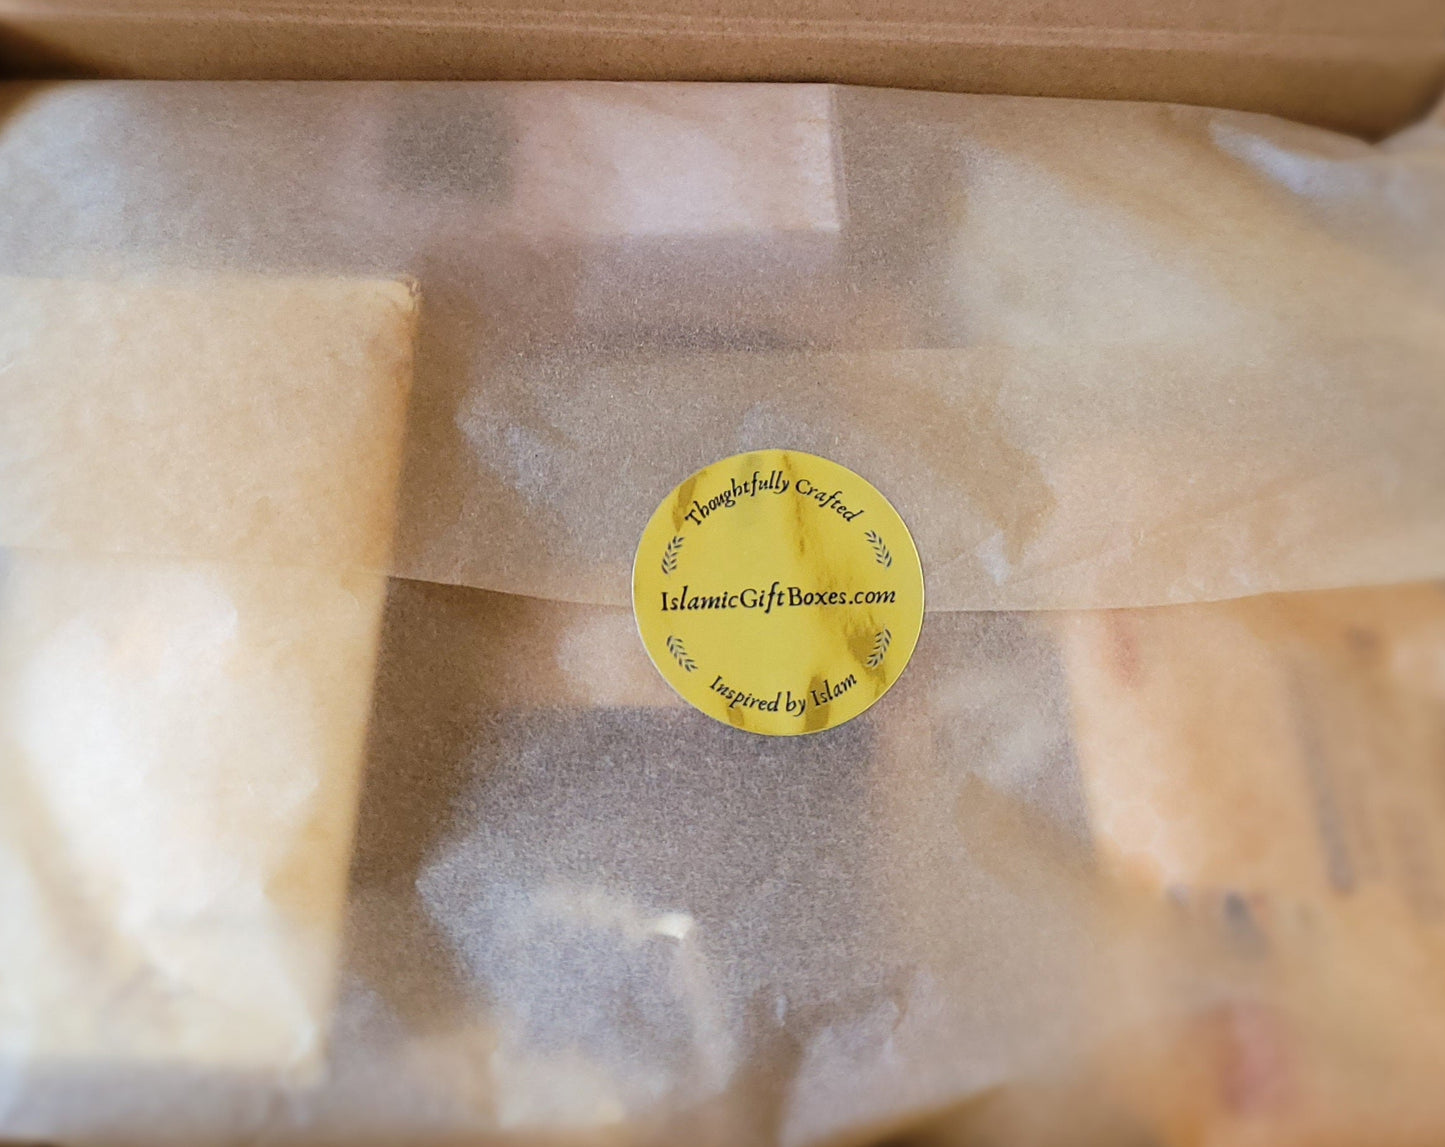 Thoughtfully Crafted
IslamicGiftBoxes.com
Inspired by Islam